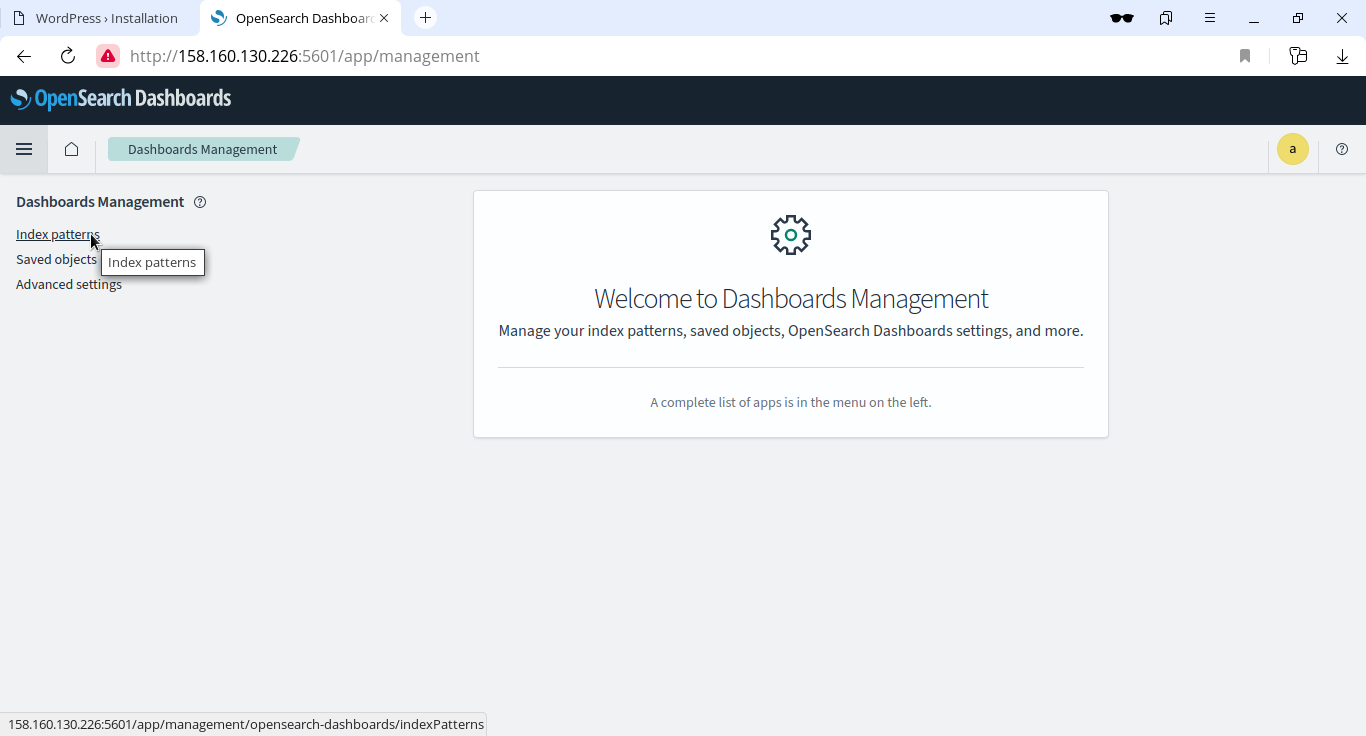 WordPress › Installation
OpenSearch Dashboar
http://158.160.130.226:5601/app/management
OpenSearch Dashboards
Dashboards Management
a
Dashboards Management
Index patterns
Saved objects
Index patterns
Advanced settings
Welcome to Dashboards Management
Manage your index patterns, saved objects, OpenSearch Dashboards settings, and more.
A complete list of apps is in the menu on the left.
158.160.130.226:5601/app/management/opensearch-dashboards/indexPatterns